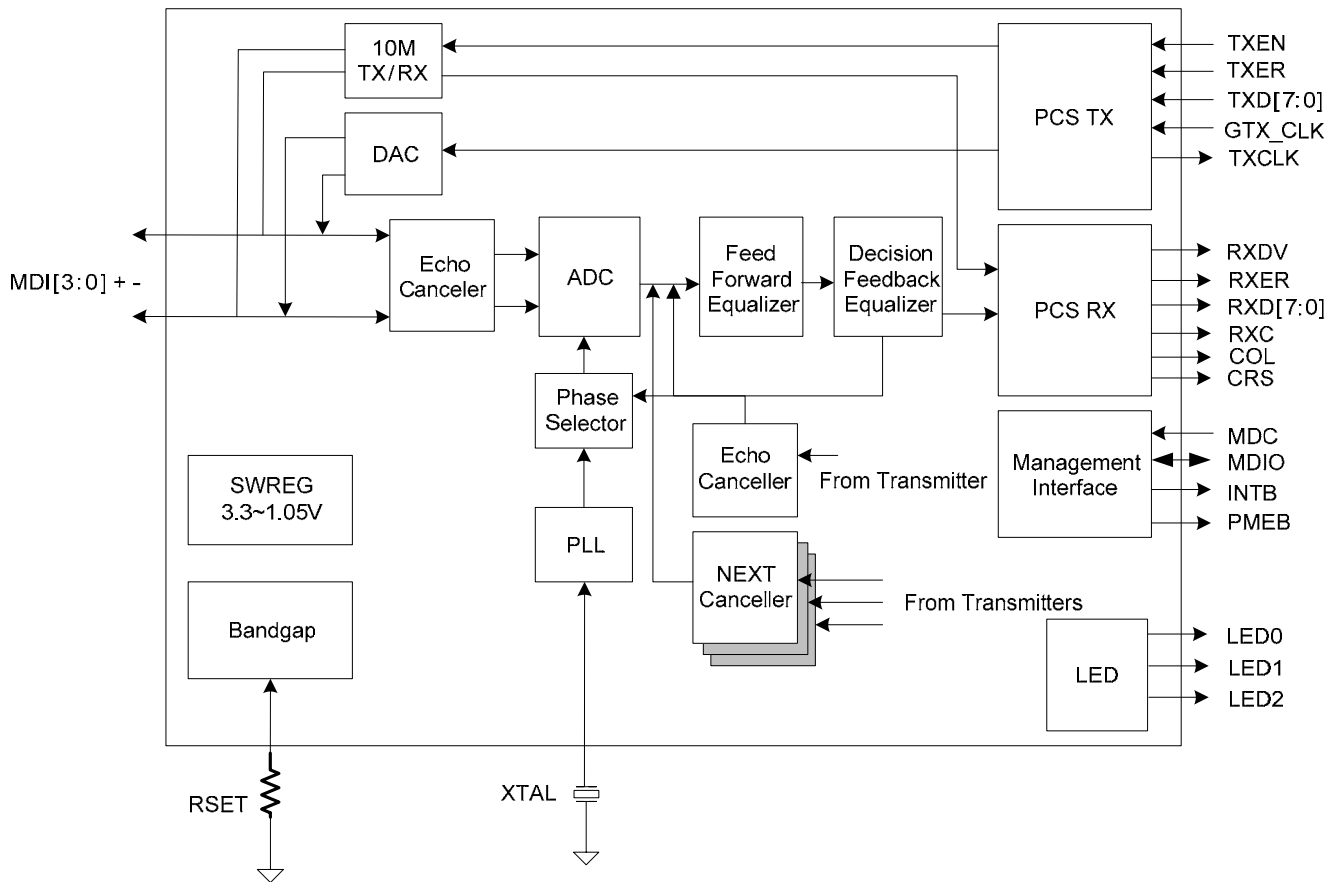 10M
TX/RX
DAC
PCS TX
TXEN
TXER
TXD[7:0]
GTX_CLK
TXCLK
MDI[3:0] + -
Echo
Canceler
ADC
Feed
Forward
Equalizer
Decision
Feedback
Equalizer
PCS RX
RXDV
RXER
RXD[7:0]
RXC
COL
CRS
Phase
Selector
Echo
Canceller
From Transmitter
Management
Interface
MDC
MDIO
INTB
PMEB
SWREG
3.3~1.05V
PLL
NEXT
Canceller
From Transmitters
Bandgap
LED
LED0
LED1
LED2
RSET
XTAL